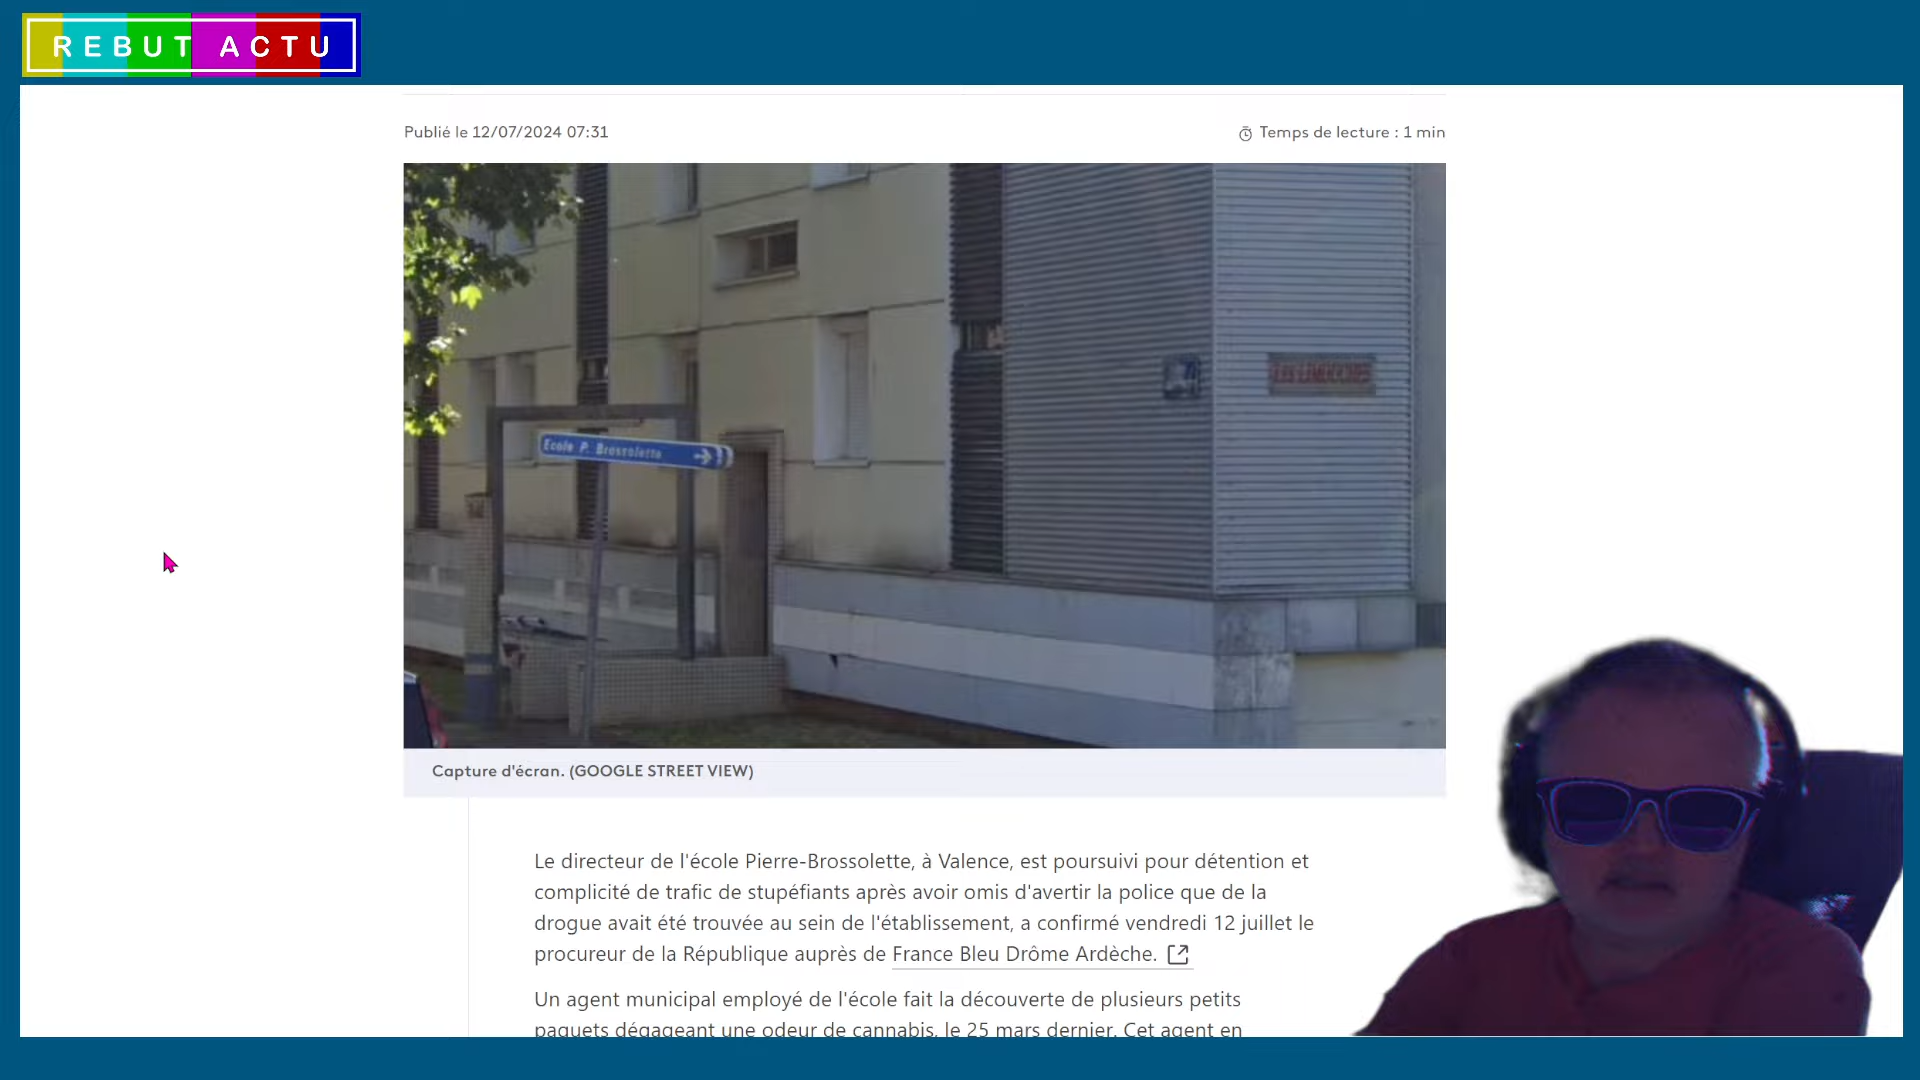 REBUT ACTU
Publié le 12/07/2024 07:31
Temps de lecture : 1 min
Ecole P. Brossolette
Capture d'écran. (GOOGLE STREET VIEW)
Le directeur de l'école Pierre-Brossolette, à Valence, est poursuivi pour détention et
complicité de trafic de stupéfiants après avoir omis d'avertir la police que de la
drogue avait été trouvée au sein de l'établissement, a confirmé vendredi 12 juillet le
procureur de la République auprès de France Bleu Drôme Ardèche.
Un agent municipal employé de l'école fait la découverte de plusieurs petits
paquets dégageant une odeur de cannabis, le 25 mars dernier. Cet agent en